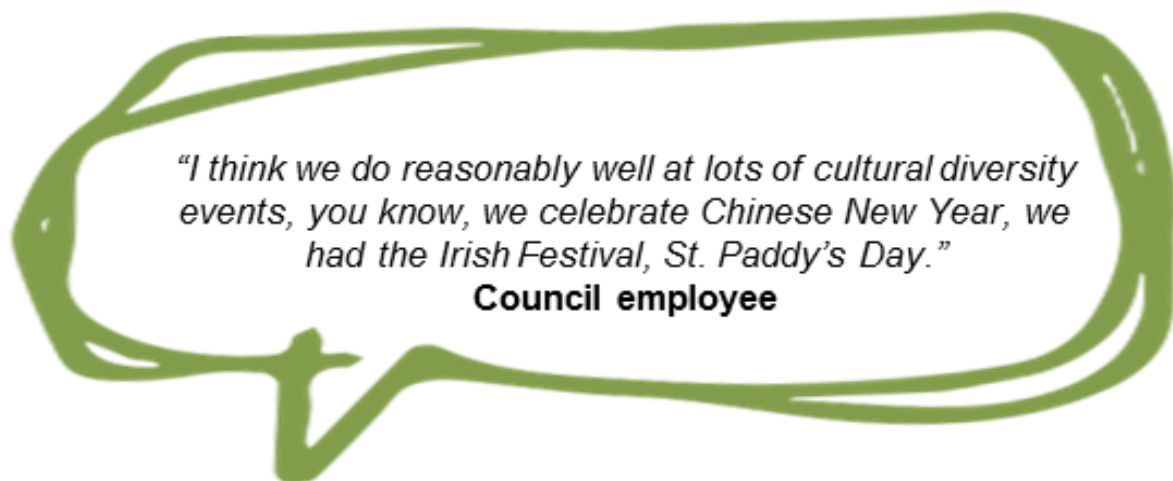 “I think we do reasonably well at lots of cultural diversity
events, you know, we celebrate Chinese New Year, we
had the Irish Festival, St. Paddy’s Day.”
Council employee